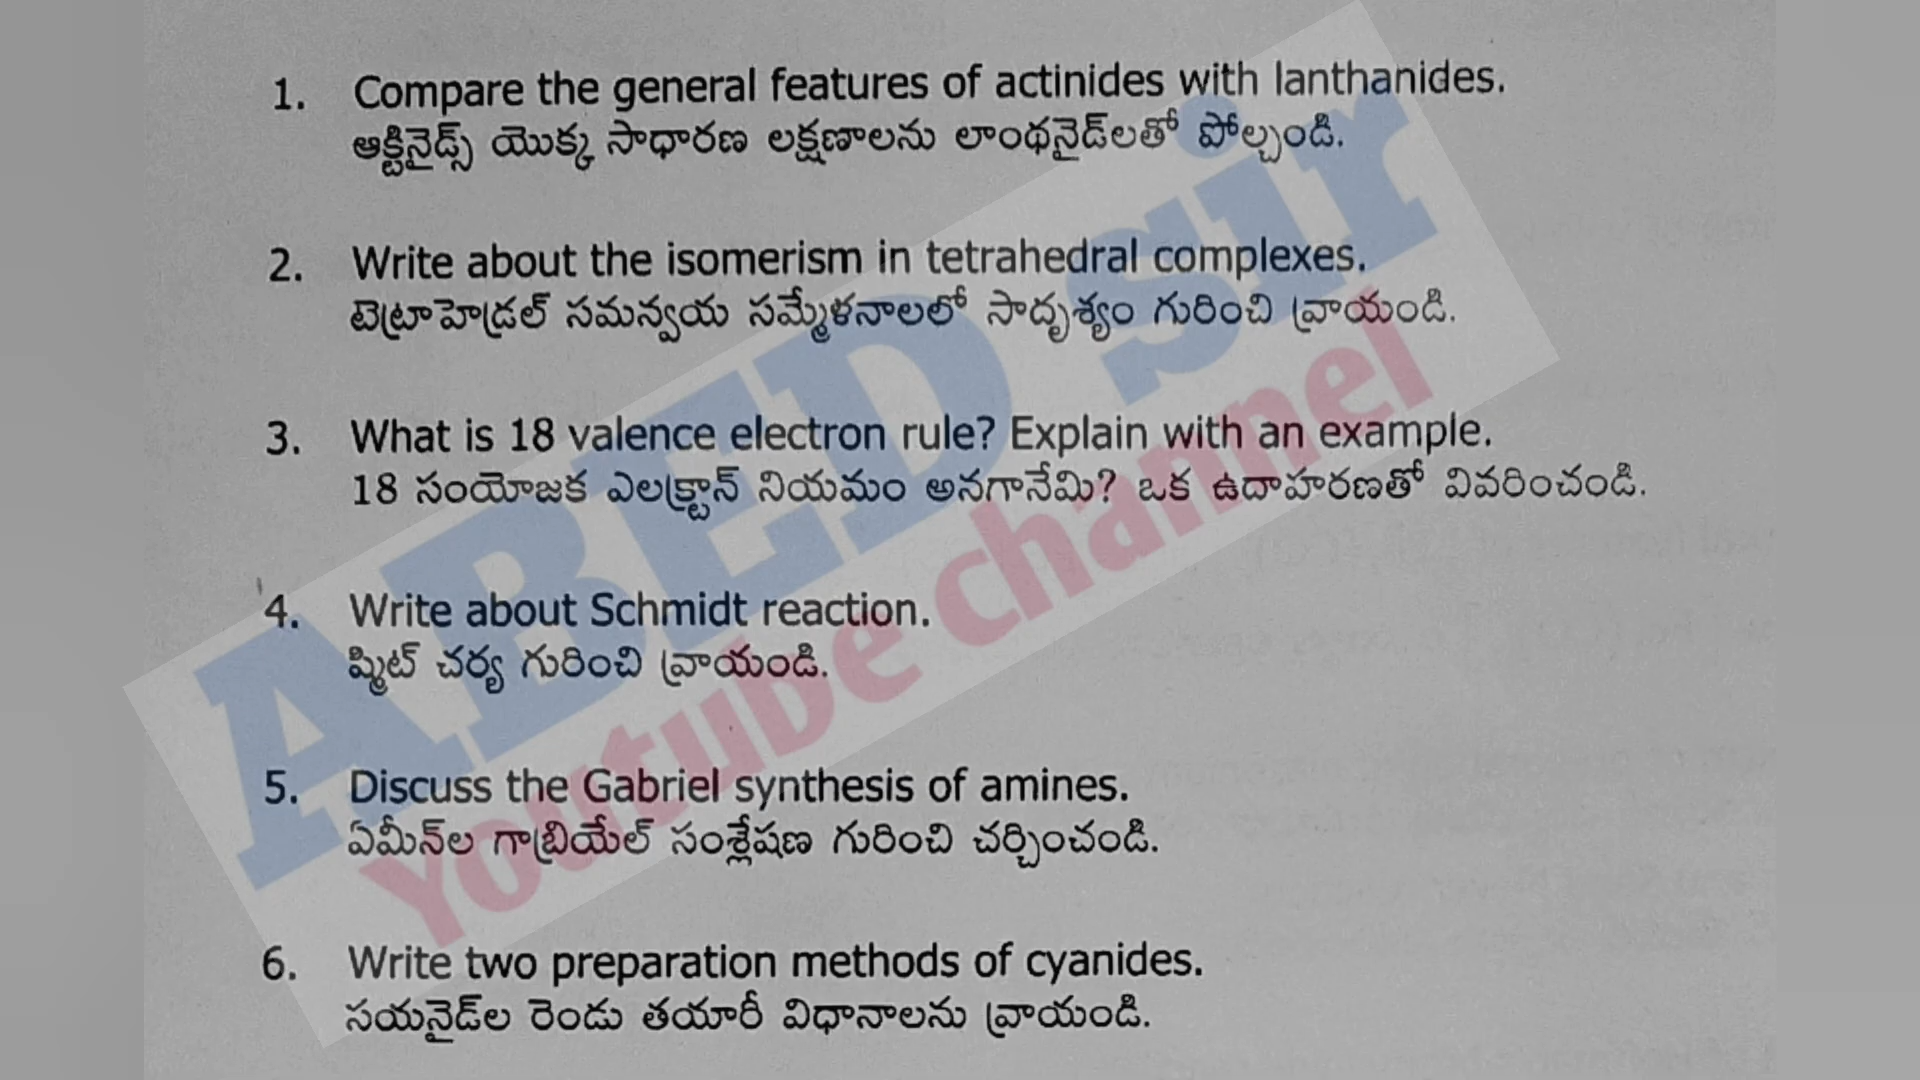 1. Compare the general features of actinides with lanthanides.
ఆక్టినైడ్స్ యొక్క సాధారణ లక్షణాలను లాంథనైడ్‌లతో పోల్చండి.
2. Write about the isomerism in tetrahedral complexes.
టెట్రాహెడ్రల్ సమన్వయ సమ్మేళనాలలో సాదృశ్యం గురించి వ్రాయండి.
3. What is 18 valence electron rule? Explain with an example.
18 సంయోజక ఎలక్ట్రాన్ నియమం అనగానేమి? ఒక ఉదాహరణతో వివరించండి.
4. Write about Schmidt reaction.
ష్మిట్ చర్య గురించి వ్రాయండి.
5. Discuss the Gabriel synthesis of amines.
ఏమీన్‌ల గాబ్రియేల్ సంశ్లేషణ గురించి చర్చించండి.
6. Write two preparation methods of cyanides.
సయనైడ్‌ల రెండు తయారీ విధానాలను వ్రాయండి.
ABED sir
Youtube channel